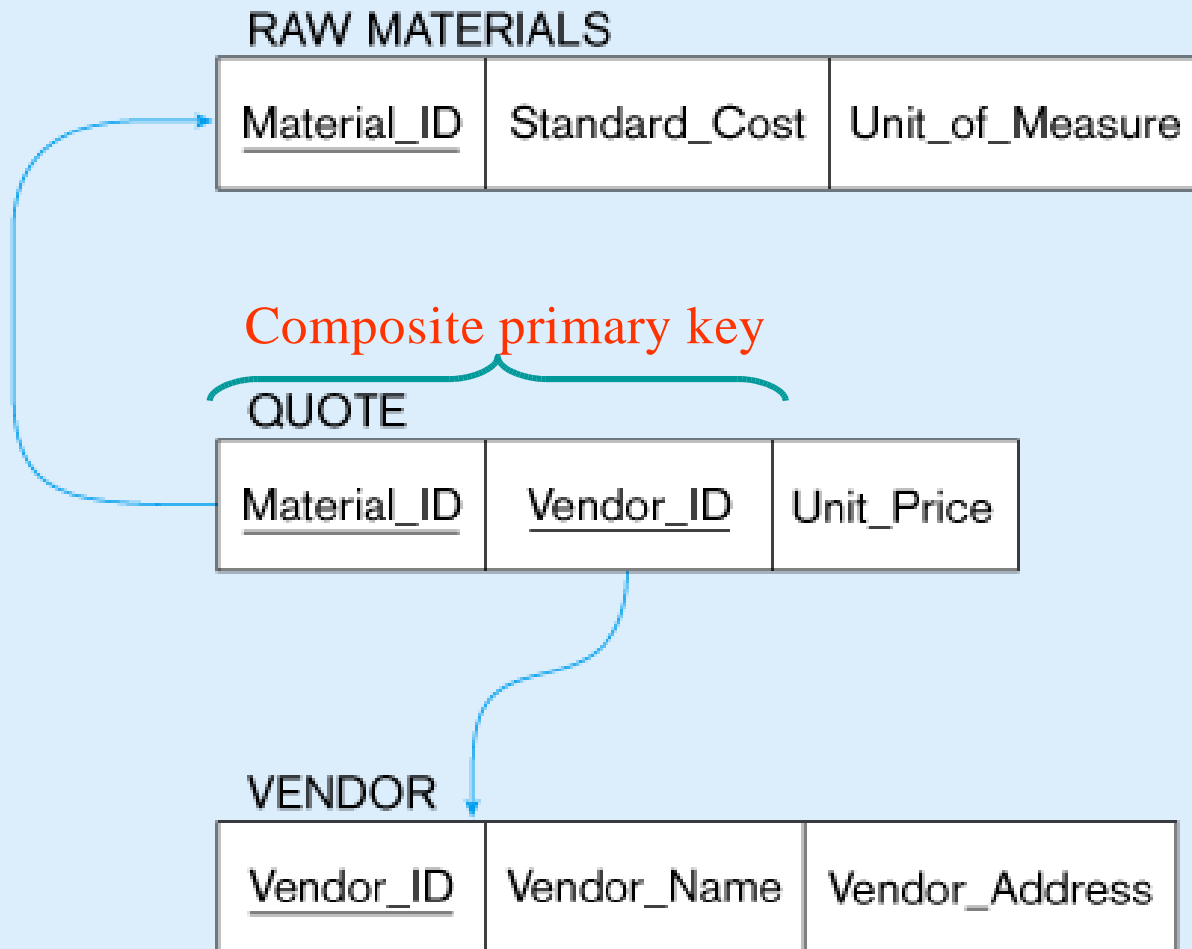 RAW MATERIALS
Material_ID Standard_Cost Unit_of_Measure
Composite primary key
QUOTE
Material_ID Vendor_ID Unit_Price
VENDOR
Vendor_ID Vendor_Name Vendor_Address